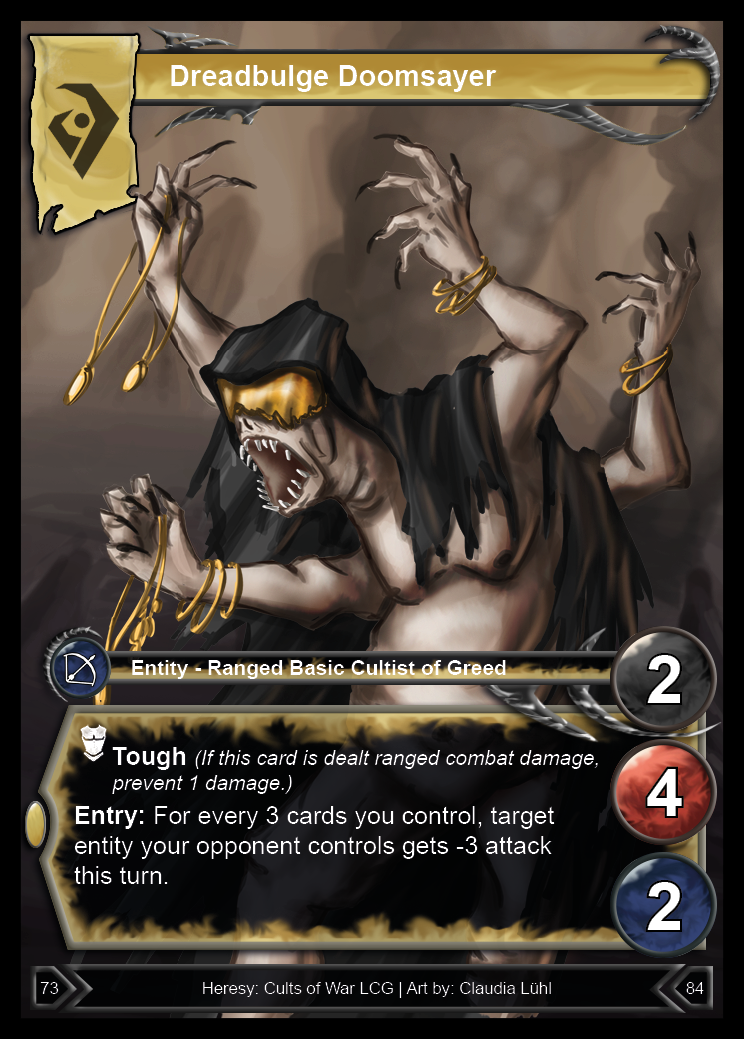 Dreadbulge Doomsayer
Entity - Ranged Basic Cultist of Greed
2
Tough (If this card is dealt ranged combat damage,
prevent 1 damage.)
4
Entry: For every 3 cards you control, target
entity your opponent controls gets -3 attack
this turn.
2
73
Heresy: Cults of War LCG | Art by: Claudia Lühl
84